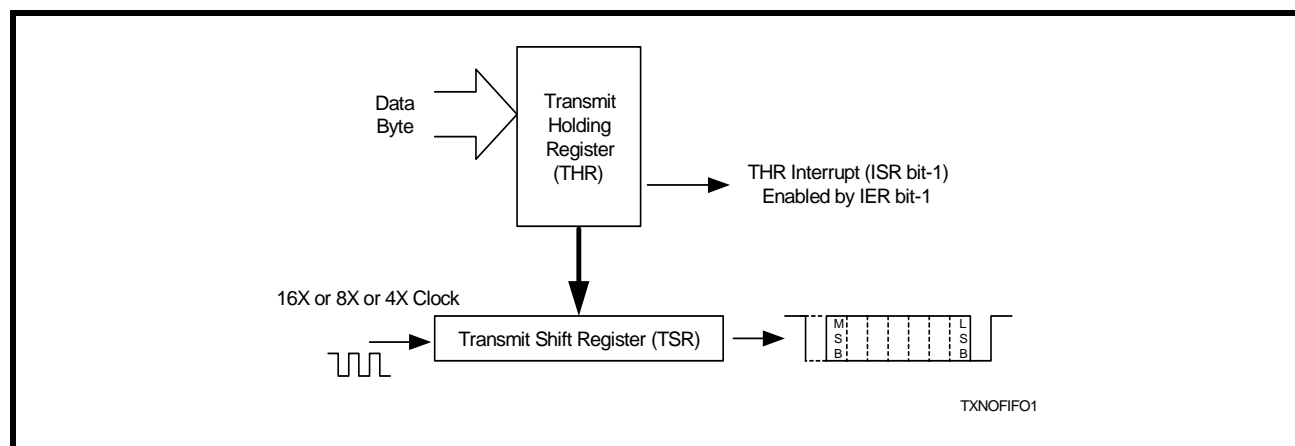 Data
Byte
Transmit
Holding
Register
(THR)
THR Interrupt (ISR bit-1)
Enabled by IER bit-1
16X or 8X or 4X Clock
Transmit Shift Register (TSR)
M
S
B
L
S
B
TXNOFIFO1